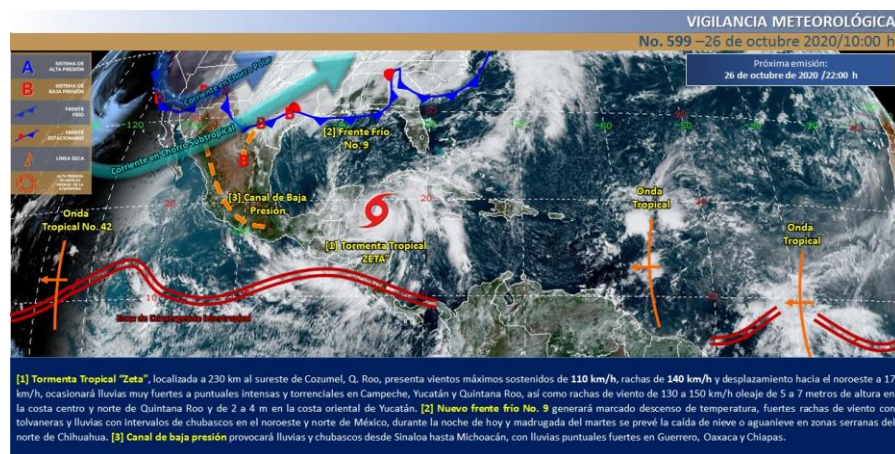 VIGILANCIA METEOROLÓGICA
No. 599 –26 de octubre 2020/10:00 h
Próxima emisión:
26 de octubre de 2020 /22:00 h
A
SISTEMA DE
ALTA PRESIÓN
B
SISTEMA DE
BAJA PRESIÓN
FRENTE
FRÍO
FRENTE
ESTACIONARIO
LÍNEA SECA
ALTA PRESIÓN
EN NIVELES
MEDIOS DE LA
ATMÓSFERA
Corriente en Chorro Polar
Corriente en Chorro Subtropical
[2] Frente Frío
No. 9
[3] Canal de Baja
Presión
[1] Tormenta Tropical
ZETA”
Onda
Tropical No. 42
Onda
Tropical
Onda
Tropical
Zona de Convergencia Intertropical
[1] Tormenta Tropical “Zeta”, localizada a 230 km al sureste de Cozumel, Q. Roo, presenta vientos máximos sostenidos de 110 km/h, rachas de 140 km/h y desplazamiento hacia el noroeste a 17
km/h, ocasionará lluvias muy fuertes a puntuales intensas y torrenciales en Campeche, Yucatán y Quintana Roo, así como rachas de viento de 130 a 150 km/h oleaje de 5 a 7 metros de altura en
la costa centro y norte de Quintana Roo y de 2 a 4 m en la costa oriental de Yucatán. [2] Nuevo frente frío No. 9 generará marcado descenso de temperatura, fuertes rachas de viento con
tolvaneras y lluvias con intervalos de chubascos en el noroeste y norte de México, durante la noche de hoy y madrugada del martes se prevé la caída de nieve o aguanieve en zonas serranas del
norte de Chihuahua. [3] Canal de baja presión provocará lluvias y chubascos desde Sinaloa hasta Michoacán, con lluvias puntuales fuertes en Guerrero, Oaxaca y Chiapas.